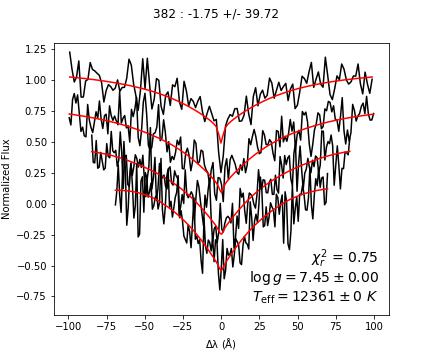 382 : -1.75 +/- 39.72
1.25
1.00
0.75
0.50
0.25
0.00
−0.25
−0.50
−0.75
Normalized Flux
χ²ᵣ = 0.75
log g = 7.45 ± 0.00
T_eff = 12361 ± 0 K
−100 −75 −50 −25 0 25 50 75 100
Δλ (Å)